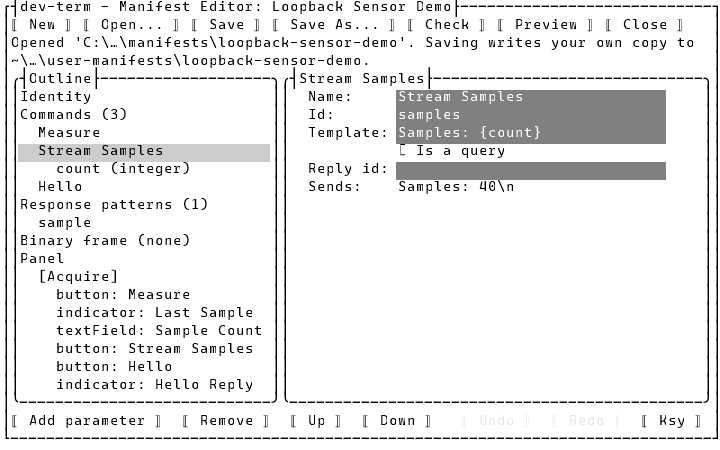 dev-term - Manifest Editor: Loopback Sensor Demo
[ New ] [ Open... ] [ Save ] [ Save As... ] [ Check ] [ Preview ] [ Close ]
Opened 'C:\…\manifests\loopback-sensor-demo'. Saving writes your own copy to
~\…\user-manifests\loopback-sensor-demo.
Outline
Identity
Commands (3)
Measure
Stream Samples
count (integer)
Hello
Response patterns (1)
sample
Binary frame (none)
Panel
[Acquire]
button: Measure
indicator: Last Sample
textField: Sample Count
button: Stream Samples
button: Hello
indicator: Hello Reply
Stream Samples
Name: Stream Samples
Id: samples
Template: Samples: {count}
Is a query
Reply id:
Sends: Samples: 40\n
[ Add parameter ] [ Remove ] [ Up ] [ Down ] [ Undo ] [ Redo ] [ Ksy ]